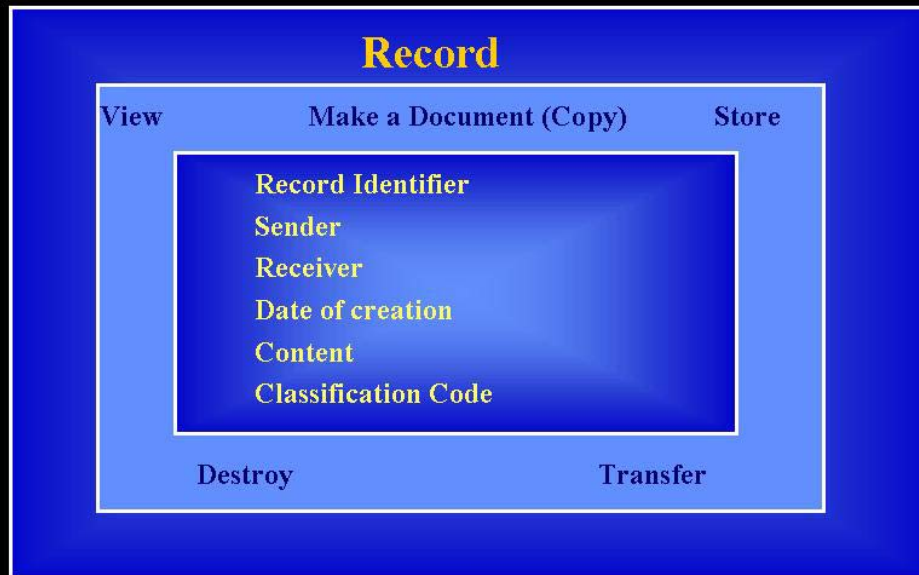 Record
View Make a Document (Copy) Store
Record Identifier
Sender
Receiver
Date of creation
Content
Classification Code
Destroy Transfer